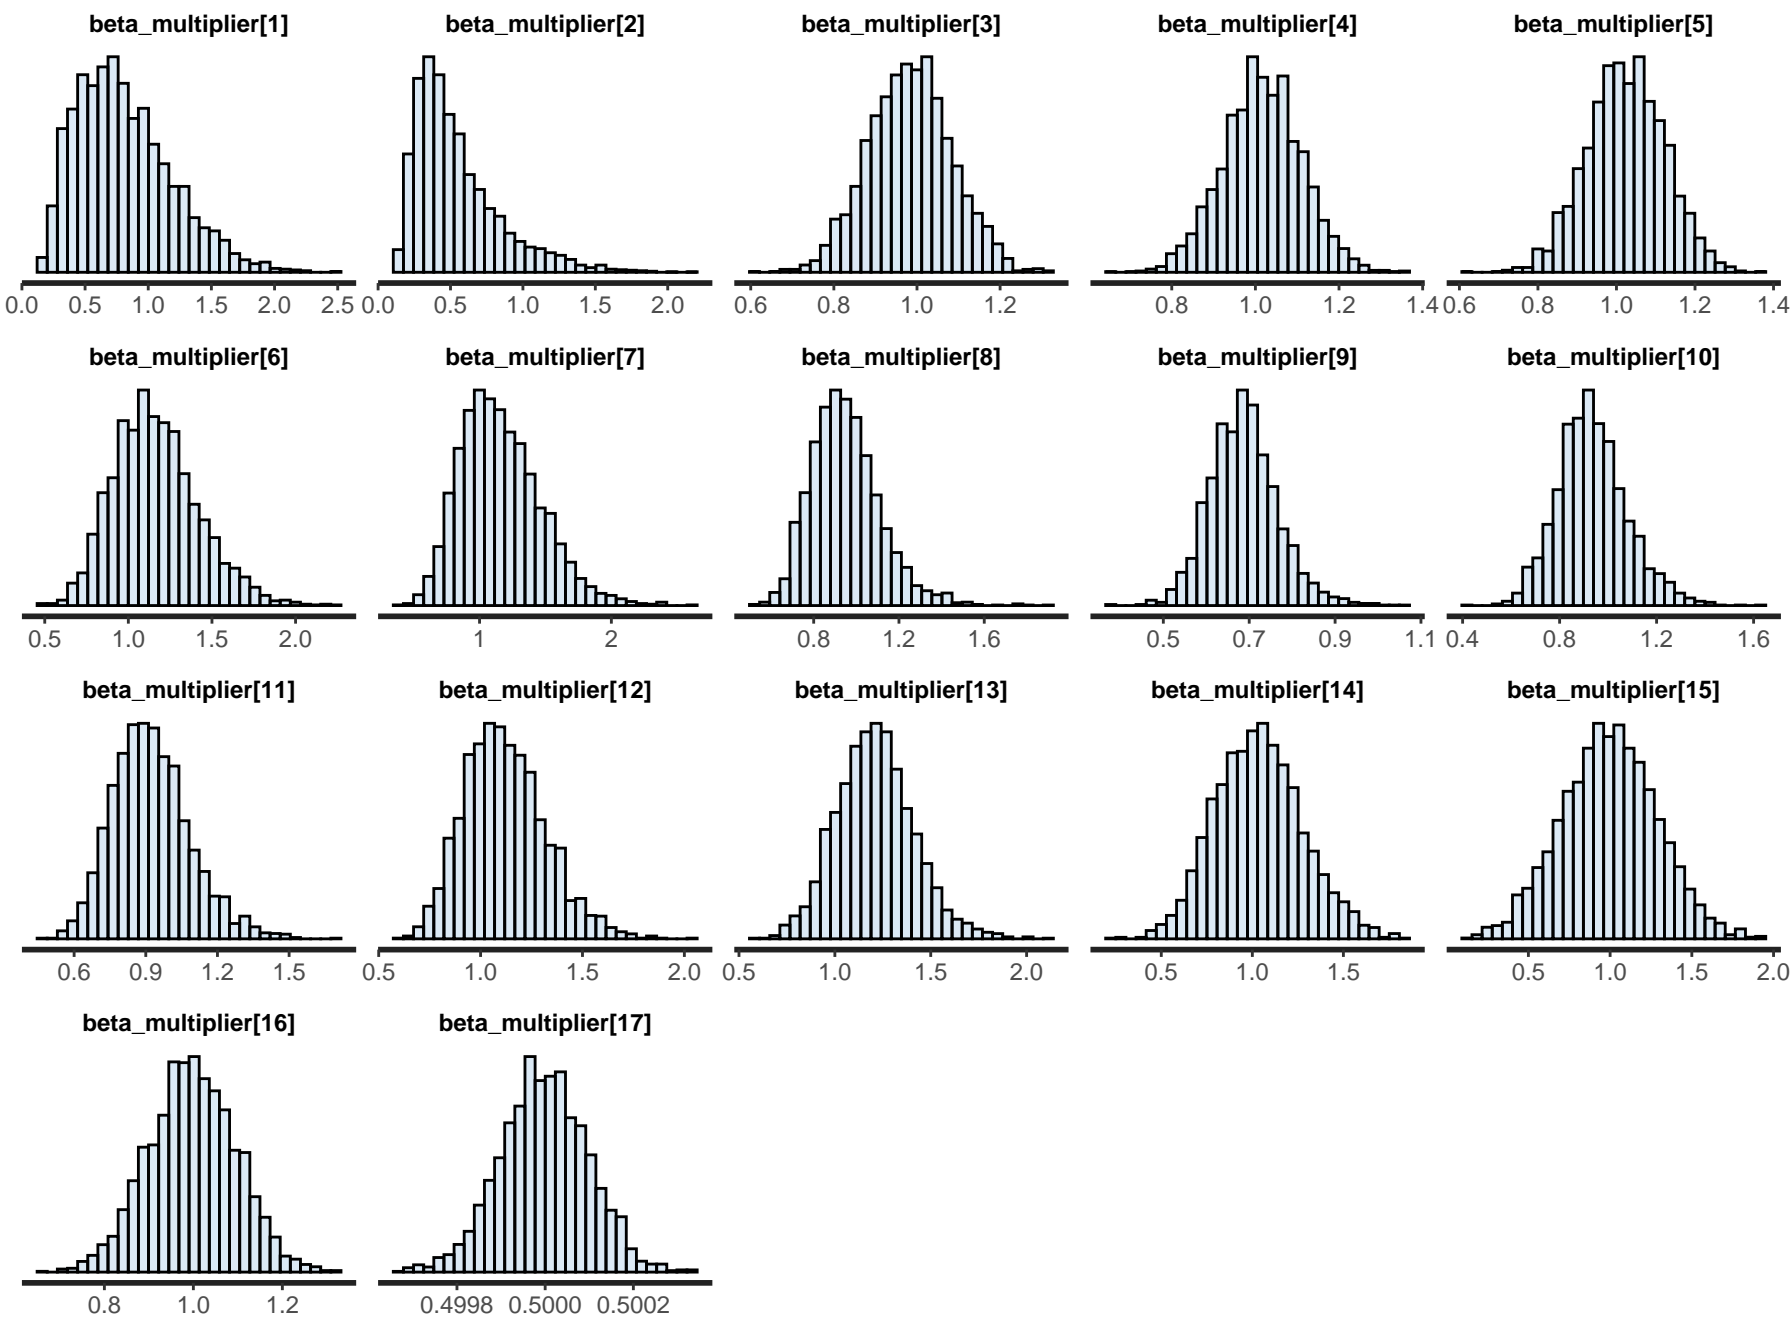 beta_multiplier[1] beta_multiplier[2] beta_multiplier[3] beta_multiplier[4] beta_multiplier[5]
0.0 0.5 1.0 1.5 2.0 2.5 0.0 0.5 1.0 1.5 2.0 0.6 0.8 1.0 1.2 0.8 1.0 1.2 1.4 0.6 0.8 1.0 1.2 1.4
beta_multiplier[6] beta_multiplier[7] beta_multiplier[8] beta_multiplier[9] beta_multiplier[10]
0.5 1.0 1.5 2.0 1 2 0.8 1.2 1.6 0.5 0.7 0.9 1.1 0.4 0.8 1.2 1.6
beta_multiplier[11] beta_multiplier[12] beta_multiplier[13] beta_multiplier[14] beta_multiplier[15]
0.6 0.9 1.2 1.5 0.5 1.0 1.5 2.0 0.5 1.0 1.5 2.0 0.5 1.0 1.5 0.5 1.0 1.5 2.0
beta_multiplier[16] beta_multiplier[17]
0.8 1.0 1.2 0.4998 0.5000 0.5002